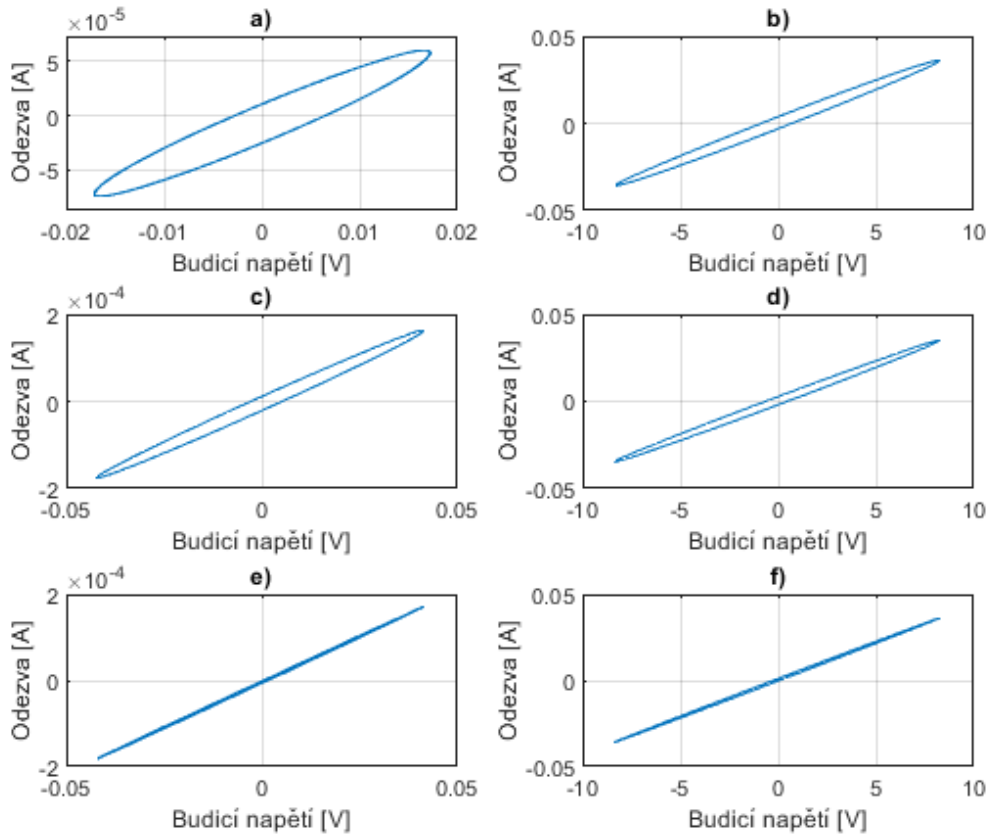 a)
×10-5
Odezva [A]
5
0
-5
-0.02 -0.01 0 0.01 0.02
Budicí napětí [V]
b)
Odezva [A]
0.05
0
-0.05
-10 -5 0 5 10
Budicí napětí [V]
c)
×10-4
Odezva [A]
2
0
-2
-0.05 0 0.05
Budicí napětí [V]
d)
Odezva [A]
0.05
0
-0.05
-10 -5 0 5 10
Budicí napětí [V]
e)
×10-4
Odezva [A]
2
0
-2
-0.05 0 0.05
Budicí napětí [V]
f)
Odezva [A]
0.05
0
-0.05
-10 -5 0 5 10
Budicí napětí [V]